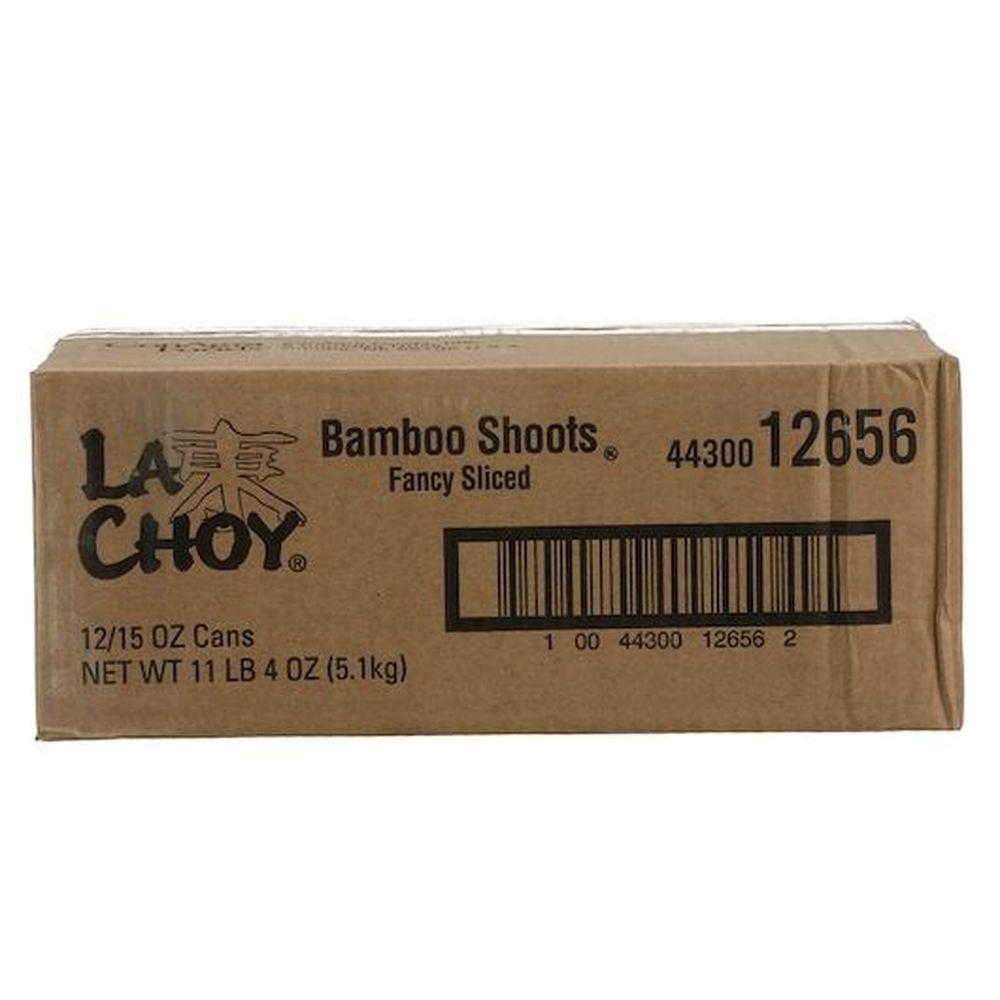 LA
CHOY®
Bamboo Shoots®
Fancy Sliced
44300 12656
1 00 44300 12656 2
12/15 OZ Cans
NET WT 11 LB 4 OZ (5.1kg)